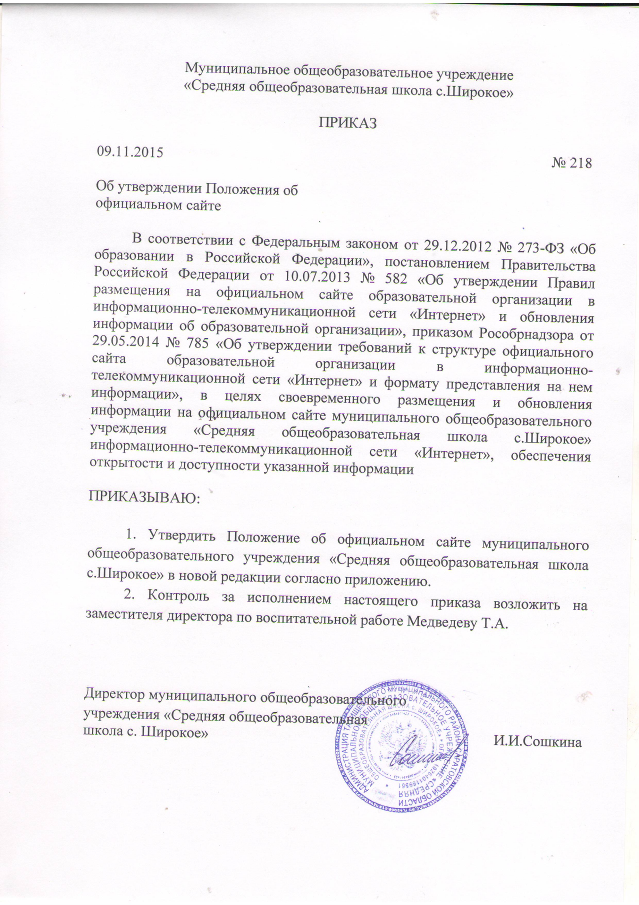 Муниципальное общеобразовательное учреждение
«Средняя общеобразовательная школа с.Широкое»
ПРИКАЗ
09.11.2015
№ 218
Об утверждении Положения об
официальном сайте
В соответствии с Федеральным законом от 29.12.2012 № 273-ФЗ «Об
образовании в Российской Федерации», постановлением Правительства
Российской Федерации от 10.07.2013 № 582 «Об утверждении Правил
размещения на официальном сайте образовательной организации в
информационно-телекоммуникационной сети «Интернет» и обновления
информации об образовательной организации», приказом Рособрнадзора от
29.05.2014 № 785 «Об утверждении требований к структуре официального
сайта образовательной организации в информационно-
телекоммуникационной сети «Интернет» и формату представления на нем
информации», в целях своевременного размещения и обновления
информации на официальном сайте муниципального общеобразовательного
учреждения «Средняя общеобразовательная школа с.Широкое»
информационно-телекоммуникационной сети «Интернет», обеспечения
открытости и доступности указанной информации
ПРИКАЗЫВАЮ:
1. Утвердить Положение об официальном сайте муниципального
общеобразовательного учреждения «Средняя общеобразовательная школа
с.Широкое» в новой редакции согласно приложению.
2. Контроль за исполнением настоящего приказа возложить на
заместителя директора по воспитательной работе Медведеву Т.А.
Директор муниципального общеобразовательного
учреждения «Средняя общеобразовательная
школа с. Широкое»
И.И.Сошкина